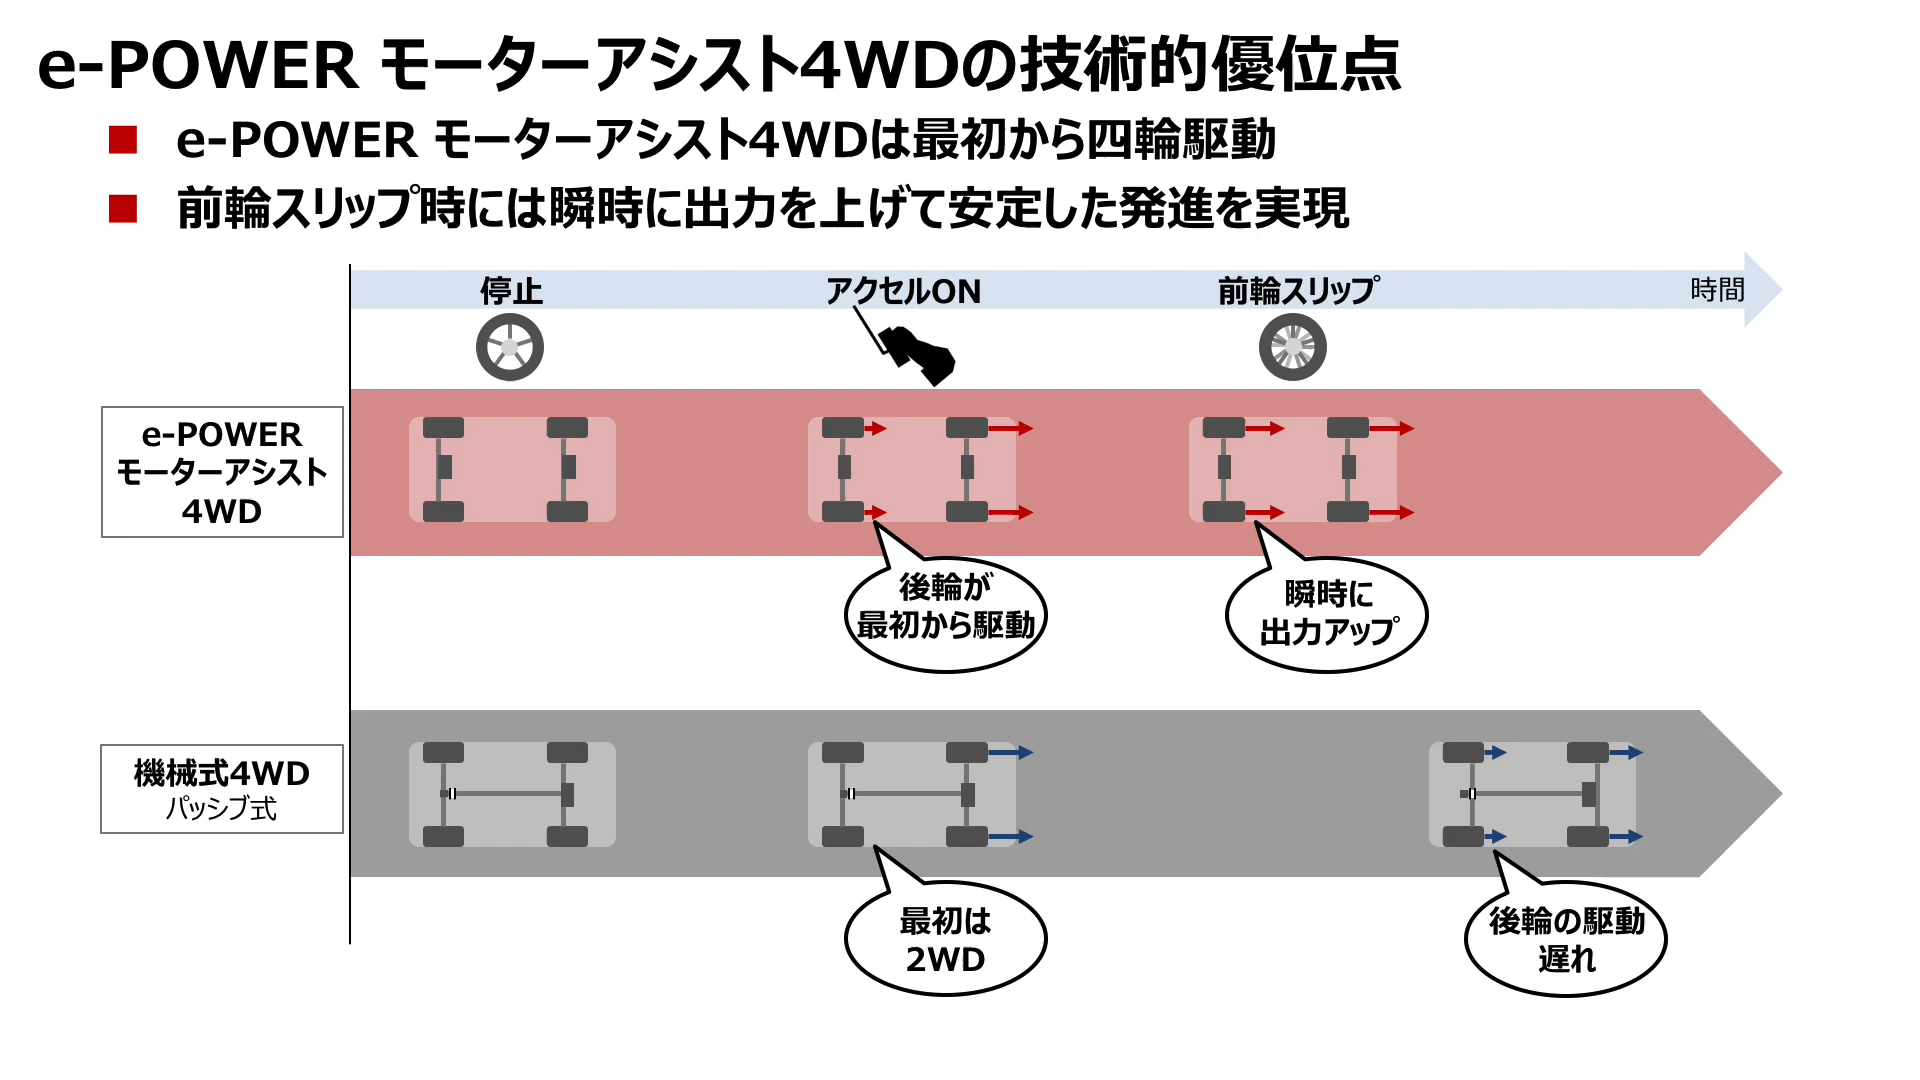 e-POWER モーターアシスト4WDの技術的優位点
e-POWER モーターアシスト4WDは最初から四輪駆動
前輪スリップ時には瞬時に出力を上げて安定した発進を実現
停止
アクセルON
前輪スリップ
時間
e-POWER
モーターアシスト
4WD
後輪が
最初から駆動
瞬時に
出力アップ
機械式4WD
パッシブ式
最初は
2WD
後輪の駆動
遅れ